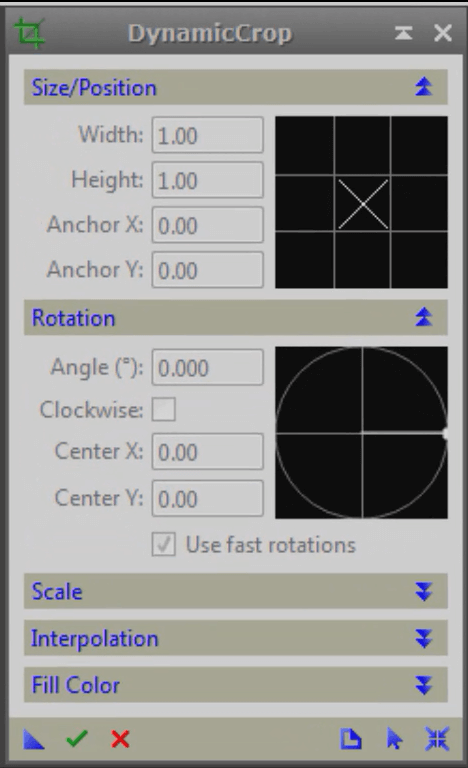 DynamicCrop
Size/Position
Width: 1.00
Height: 1.00
Anchor X: 0.00
Anchor Y: 0.00
Rotation
Angle (°): 0.000
Clockwise:
Center X: 0.00
Center Y: 0.00
Use fast rotations
Scale
Interpolation
Fill Color